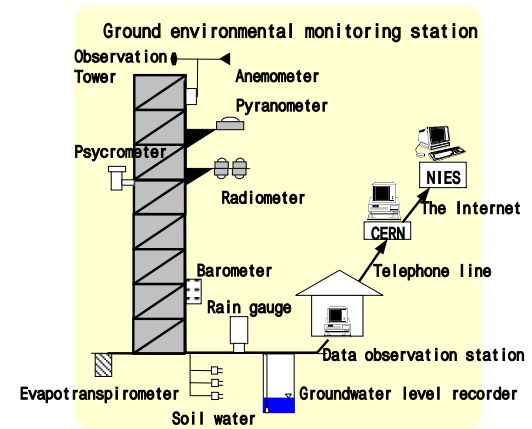 Ground environmental monitoring station
Observation
Tower
Anemometer
Pyranometer
Psycrometer
NIES
Radiometer
The Internet
CERN
Barometer
Telephone line
Rain gauge
Data observation station
Evapotranspirometer
Groundwater level recorder
Soil water